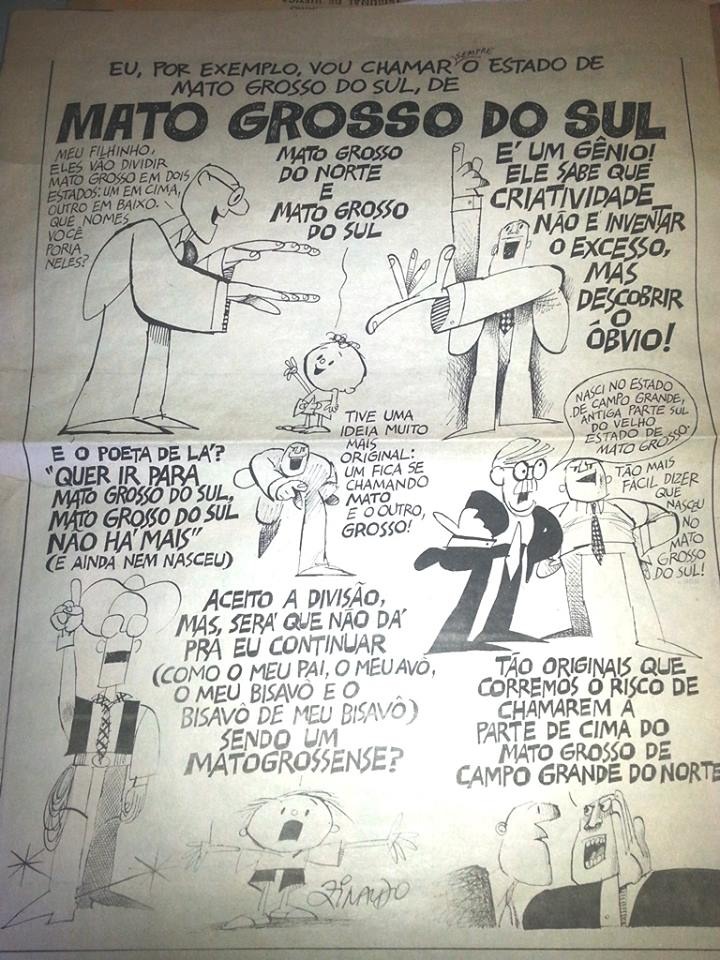 EU, POR EXEMPLO, VOU CHAMAR SEMPRE O ESTADO DE
MATO GROSSO DO SUL, DE
MATO GROSSO DO SUL
MEU FILHINHO,
ELES VÃO DIVIDIR
MATO GROSSO EM DOIS
ESTADOS: UM EM CIMA,
OUTRO EM BAIXO.
QUE NOMES
VOCÊ
PORIA
NELES?
MATO GROSSO
DO NORTE
E
MATO GROSSO
DO SUL
E' UM GÊNIO!
ELE SABE QUE
CRIATIVIDADE
NÃO E' INVENTAR
O EXCESSO,
MAS
DESCOBRIR
O
ÓBVIO!
E O POETA DE LÁ?
"QUER IR PARA
MATO GROSSO DO SUL,
MATO GROSSO DO SUL
NÃO HÁ MAIS"
(E AINDA NEM NASCEU)
TIVE UMA
IDEIA MUITO
MAIS
ORIGINAL:
UM FICA SE
CHAMANDO
MATO
E O OUTRO,
GROSSO!
NASCI NO ESTADO
DE CAMPO GRANDE,
ANTIGA PARTE SUL
DO VELHO
ESTADO DE
MATO GROSSO.
TÃO MAIS
FÁCIL DIZER
QUE
NASCEU
NO
MATO
GROSSO
DO SUL!
ACEITO A DIVISÃO,
MAS, SERÁ QUE NÃO DÁ
PRÁ EU CONTINUAR
(COMO O MEU PAI, O MEU AVÔ,
O MEU BISAVÔ E O
BISAVÔ DE MEU BISAVÔ)
SENDO UM
MATOGROSSENSE?
TÃO ORIGINAIS QUE
CORREMOS O RISCO DE
CHAMAREM A
PARTE DE CIMA DO
MATO GROSSO DE
CAMPO GRANDE DO NORTE
ZIRALDO